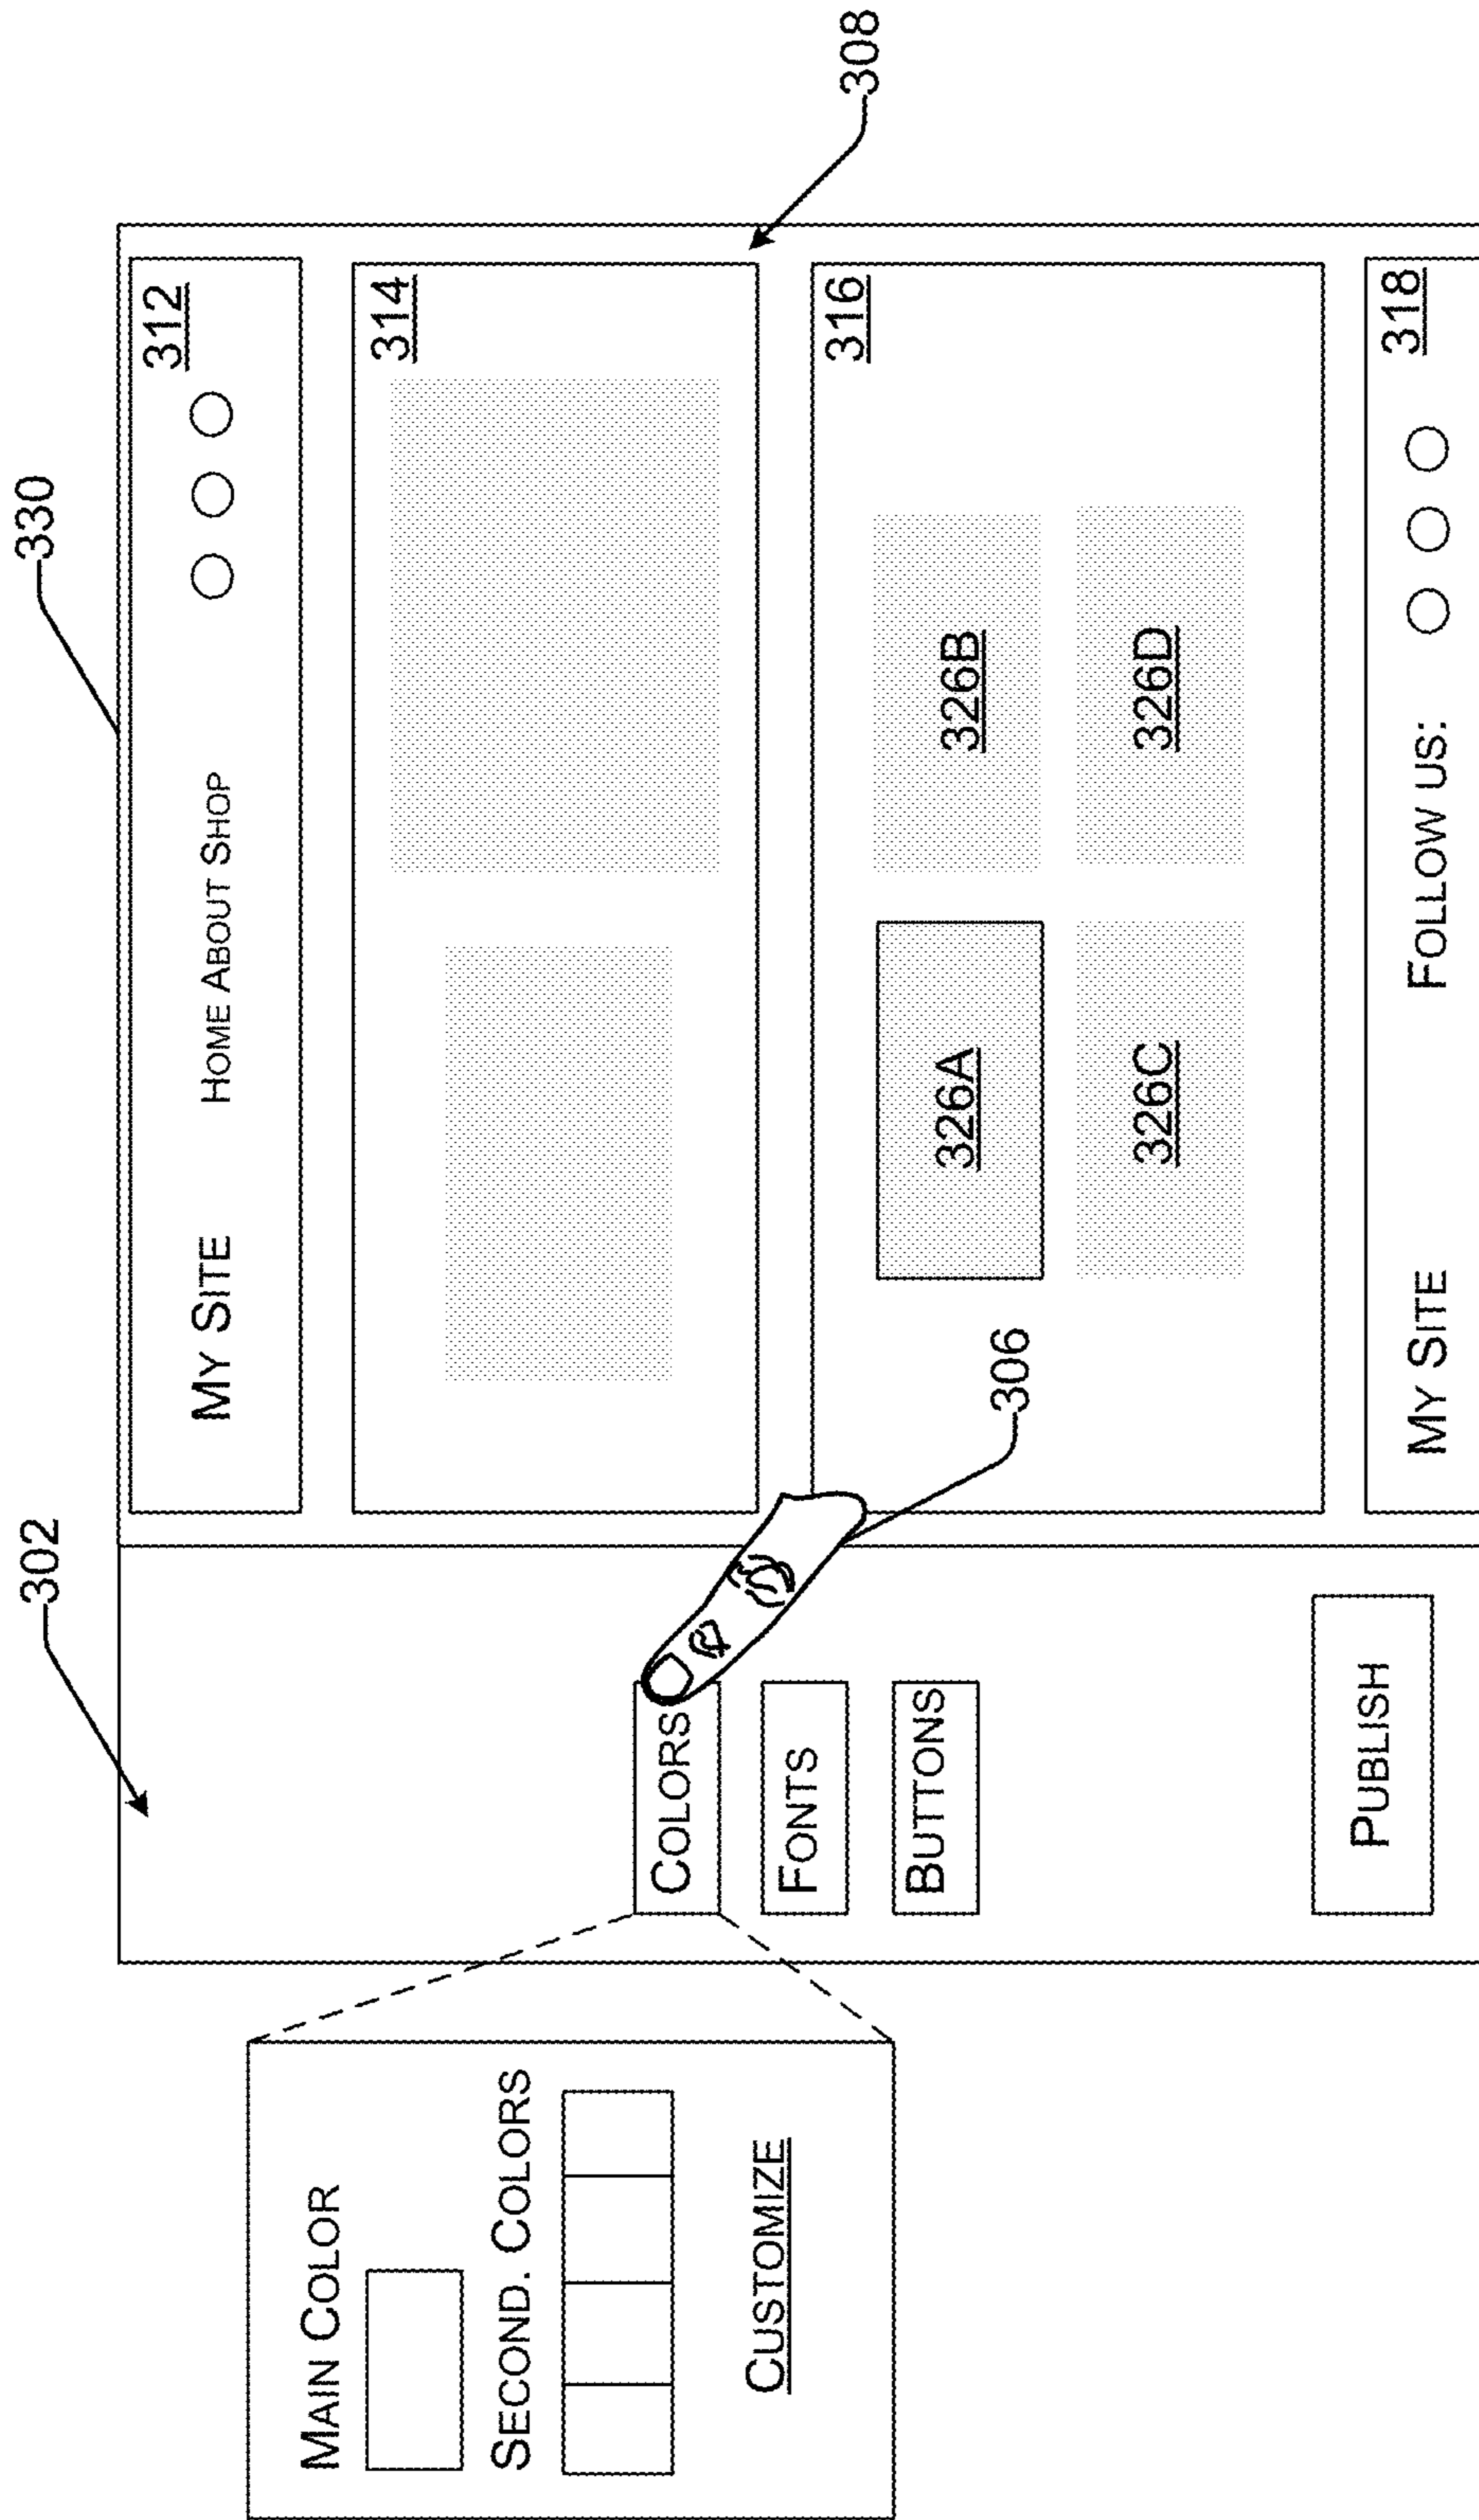 302
330
MY SITE
HOME ABOUT SHOP
312
314
308
MAIN COLOR
SECOND. COLORS
CUSTOMIZE
COLORS
FONTS
BUTTONS
PUBLISH
306
316
326A
326B
326C
326D
MY SITE
FOLLOW US:
318